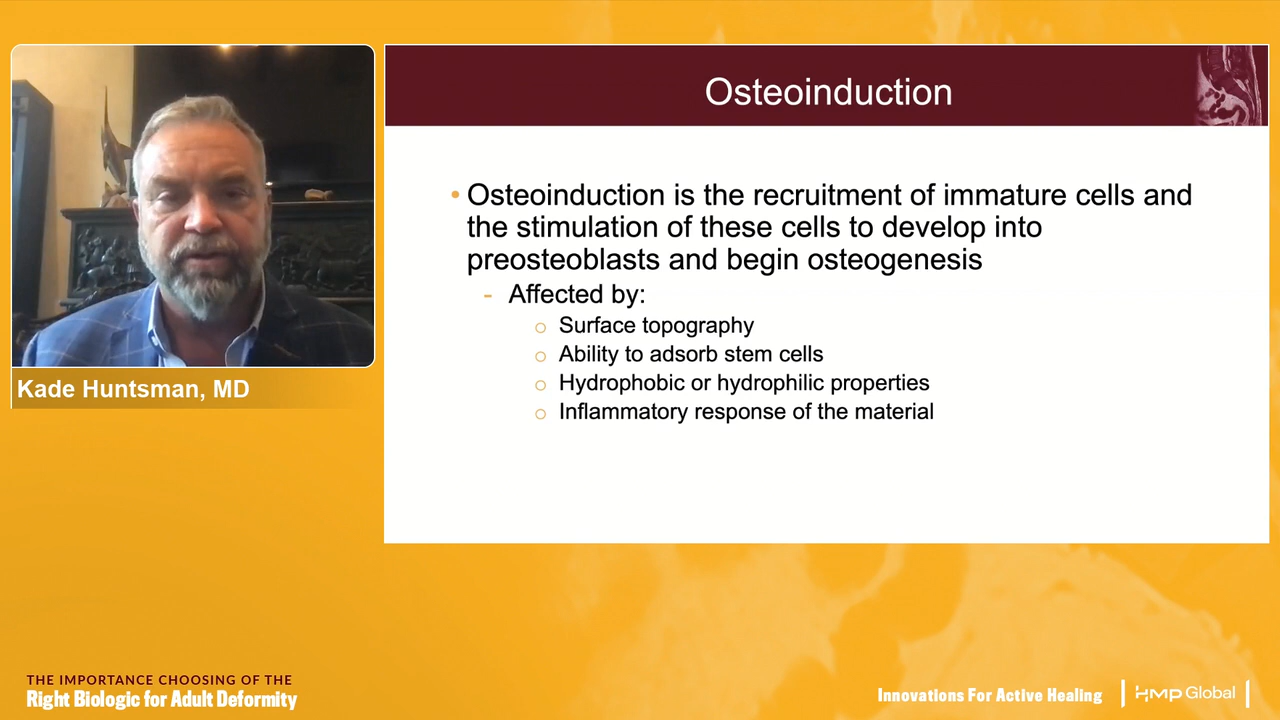 Osteoinduction
• Osteoinduction is the recruitment of immature cells and
the stimulation of these cells to develop into
preosteoblasts and begin osteogenesis
- Affected by:
○ Surface topography
○ Ability to adsorb stem cells
○ Hydrophobic or hydrophilic properties
○ Inflammatory response of the material
Kade Huntsman, MD
THE IMPORTANCE CHOOSING OF THE
Right Biologic for Adult Deformity
Innovations For Active Healing
HMP Global